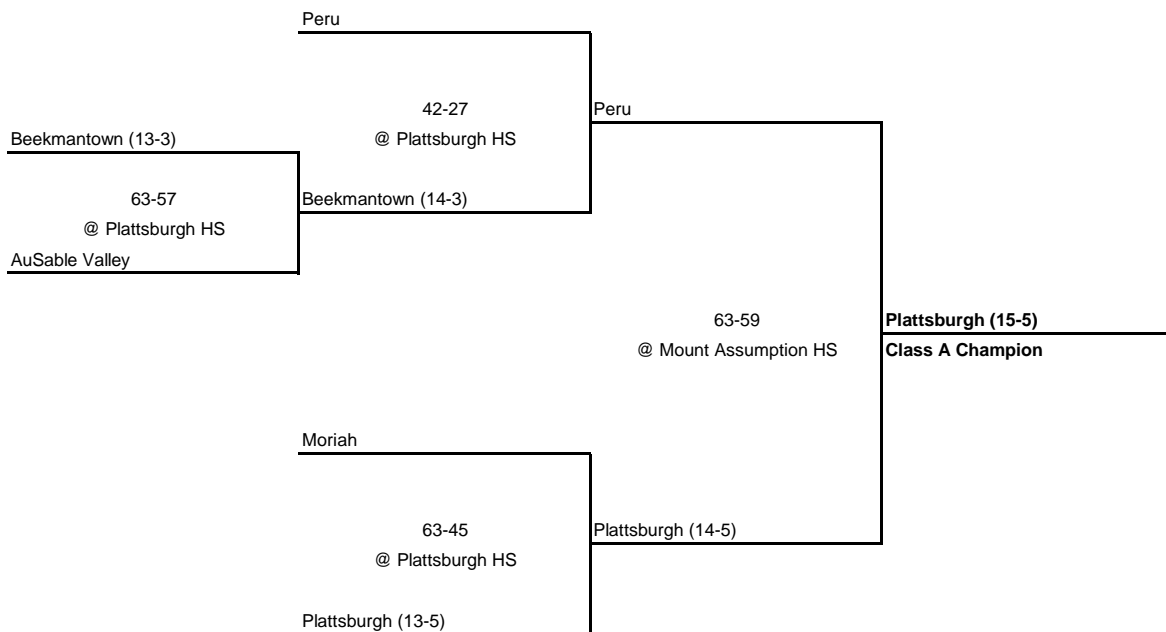 Peru
42-27
@ Plattsburgh HS
Peru
Beekmantown (13-3)
63-57
@ Plattsburgh HS
Beekmantown (14-3)
AuSable Valley
63-59
@ Mount Assumption HS
Plattsburgh (15-5)
Class A Champion
Moriah
63-45
@ Plattsburgh HS
Plattsburgh (14-5)
Plattsburgh (13-5)